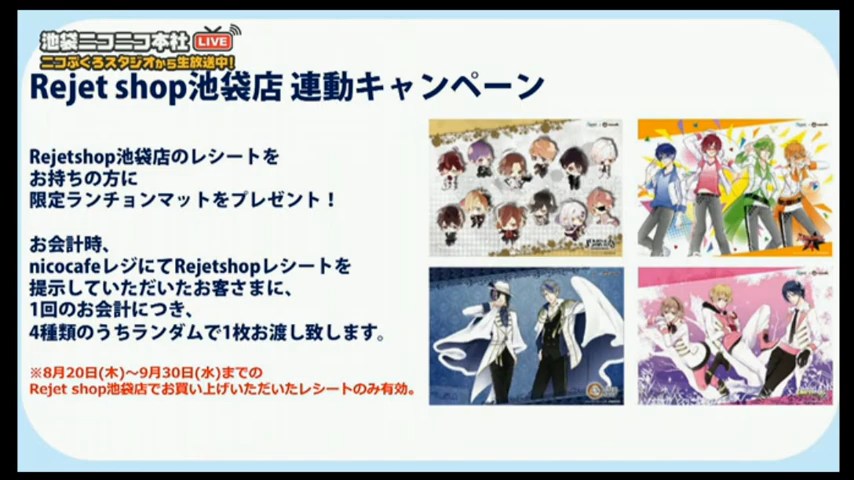 池袋ニコニコ本社 LIVE
ニコぶくろスタジオから生放送中!
Rejet shop池袋店 連動キャンペーン
Rejetshop池袋店のレシートを
お持ちの方に
限定ランチョンマットをプレゼント!
お会計時、
nicocafeレジにてRejetshopレシートを
提示していただいたお客さまに、
1回のお会計につき、
4種類のうちランダムで1枚お渡し致します。
※8月20日(木)~9月30日(水)までの
Rejet shop池袋店でお買い上げいただいたレシートのみ有効。